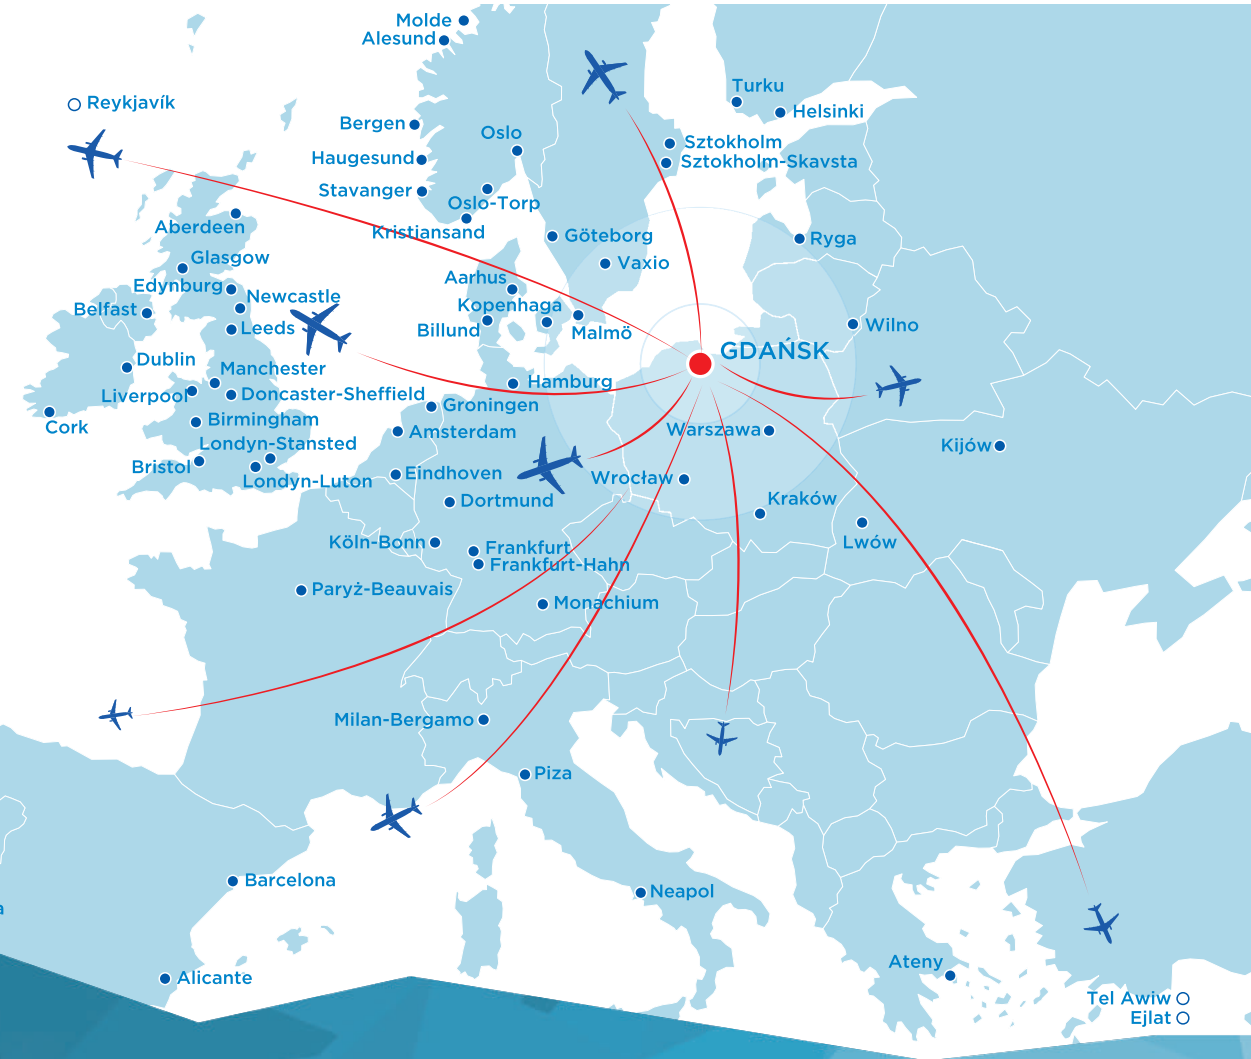 Molde
Alesund
Turku
Reykjavík
Helsinki
Bergen
Oslo
Sztokholm
Haugesund
Sztokholm-Skavsta
Stavanger
Oslo-Torp
Aberdeen
Kristiansand
Göteborg
Ryga
Glasgow
Vaxio
Edynburg
Aarhus
Newcastle
Belfast
Kopenhaga
Leeds
Billund
Malmö
Wilno
GDAŃSK
Dublin
Manchester
Hamburg
Liverpool
Doncaster-Sheffield
Groningen
Cork
Birmingham
Amsterdam
Warszawa
Londyn-Stansted
Kijów
Bristol
Londyn-Luton
Eindhoven
Wrocław
Dortmund
Kraków
Köln-Bonn
Frankfurt
Lwów
Frankfurt-Hahn
Paryż-Beauvais
Monachium
Milan-Bergamo
Piza
Barcelona
Neapol
a
Ateny
Alicante
Tel Awiw
Ejlat